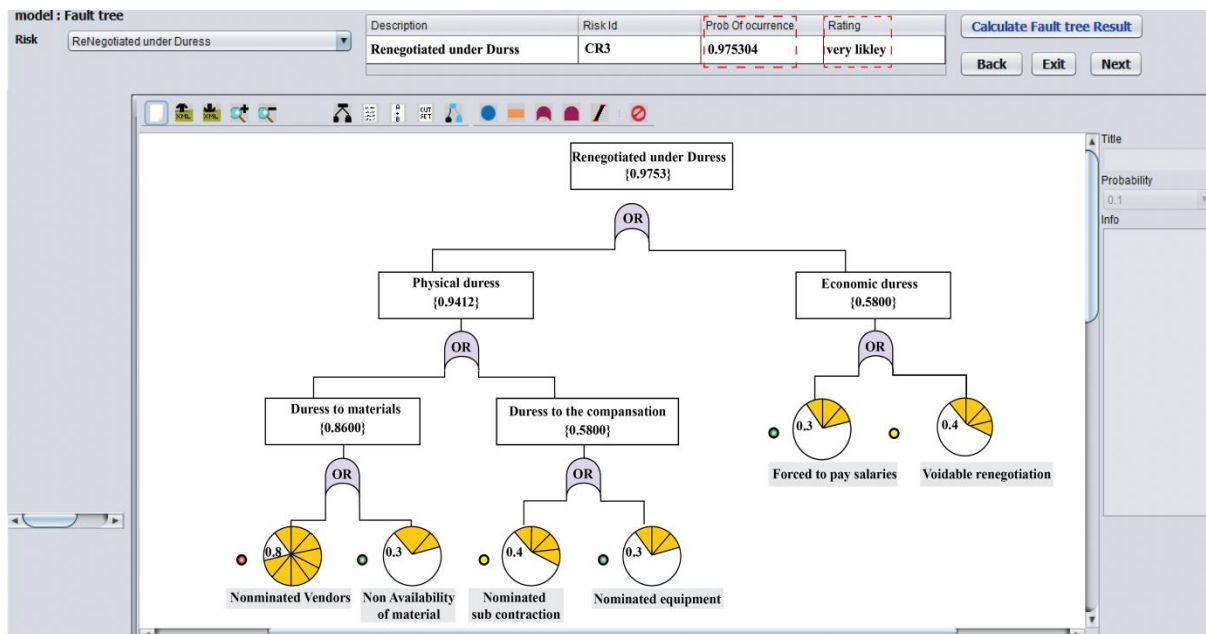 model : Fault tree
Risk
ReNegotiated under Duress
Description
Risk Id
Prob Of ocurrence
Rating
Renegotiated under Durss
CR3
0.975304
very likley
Calculate Fault tree Result
Back
Exit
Next
XML
XML
A
B
CUT
SET
Title
Probability
0.1
Info
Renegotiated under Duress
{0.9753}
OR
Physical duress
{0.9412}
Economic duress
{0.5800}
OR
OR
Duress to materials
{0.8600}
Duress to the compansation
{0.5800}
0.3
0.4
Forced to pay salaries
Voidable renegotiation
OR
OR
0.8
0.3
0.4
0.3
Nonminated Vendors
Non Availability
of material
Nominated
sub contraction
Nominated equipment